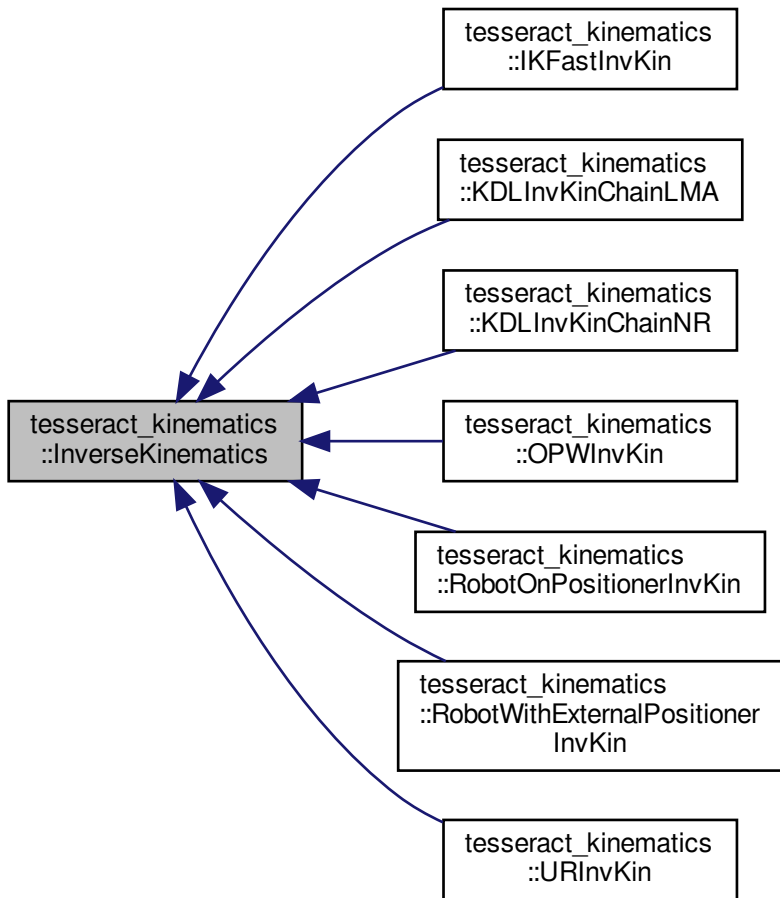 tesseract_kinematics
::IKFastInvKin
tesseract_kinematics
::KDLInvKinChainLMA
tesseract_kinematics
::KDLInvKinChainNR
tesseract_kinematics
::InverseKinematics
tesseract_kinematics
::OPWInvKin
tesseract_kinematics
::RobotOnPositionerInvKin
tesseract_kinematics
::RobotWithExternalPositioner
InvKin
tesseract_kinematics
::URInvKin